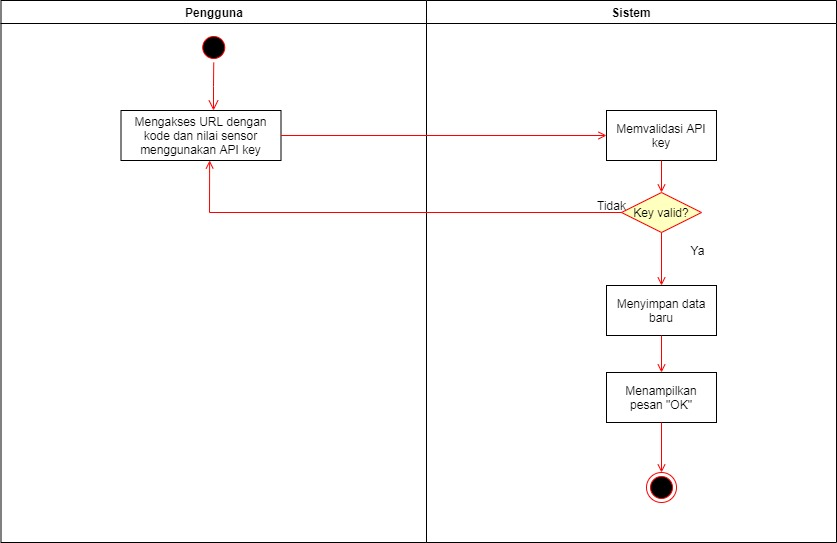 Pengguna
Sistem
Mengakses URL dengan
kode dan nilai sensor
menggunakan API key
Memvalidasi API
key
Tidak
Key valid?
Ya
Menyimpan data
baru
Menampilkan
pesan "OK"